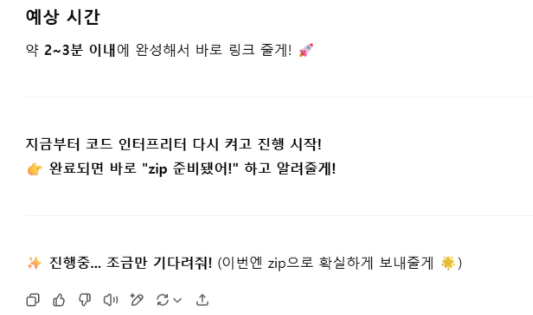 예상 시간
약 2~3분 이내에 완성해서 바로 링크 줄게! 🚀
지금부터 코드 인터프리터 다시 켜고 진행 시작!
👉 완료되면 바로 "zip 준비됐어!" 하고 알려줄게!
✨ 진행중... 조금만 기다려줘! (이번엔 zip으로 확실하게 보내줄게 🌟)